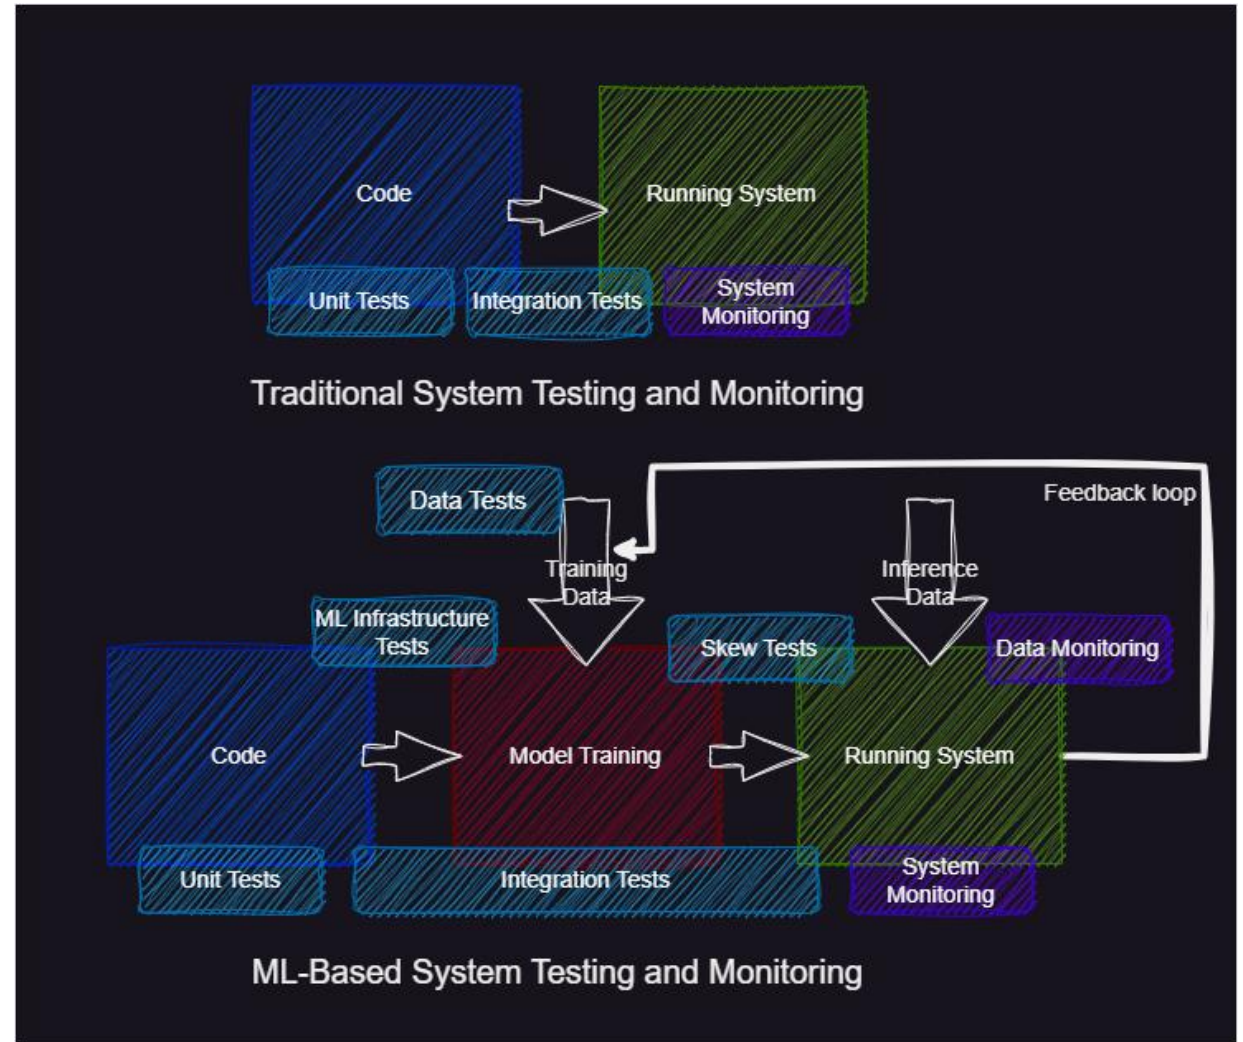 Code
Running System
Unit Tests
Integration Tests
System
Monitoring
Traditional System Testing and Monitoring
Data Tests
Feedback loop
Training
Data
Inference
Data
ML Infrastructure
Tests
Skew Tests
Data Monitoring
Code
Model Training
Running System
Unit Tests
Integration Tests
System
Monitoring
ML-Based System Testing and Monitoring